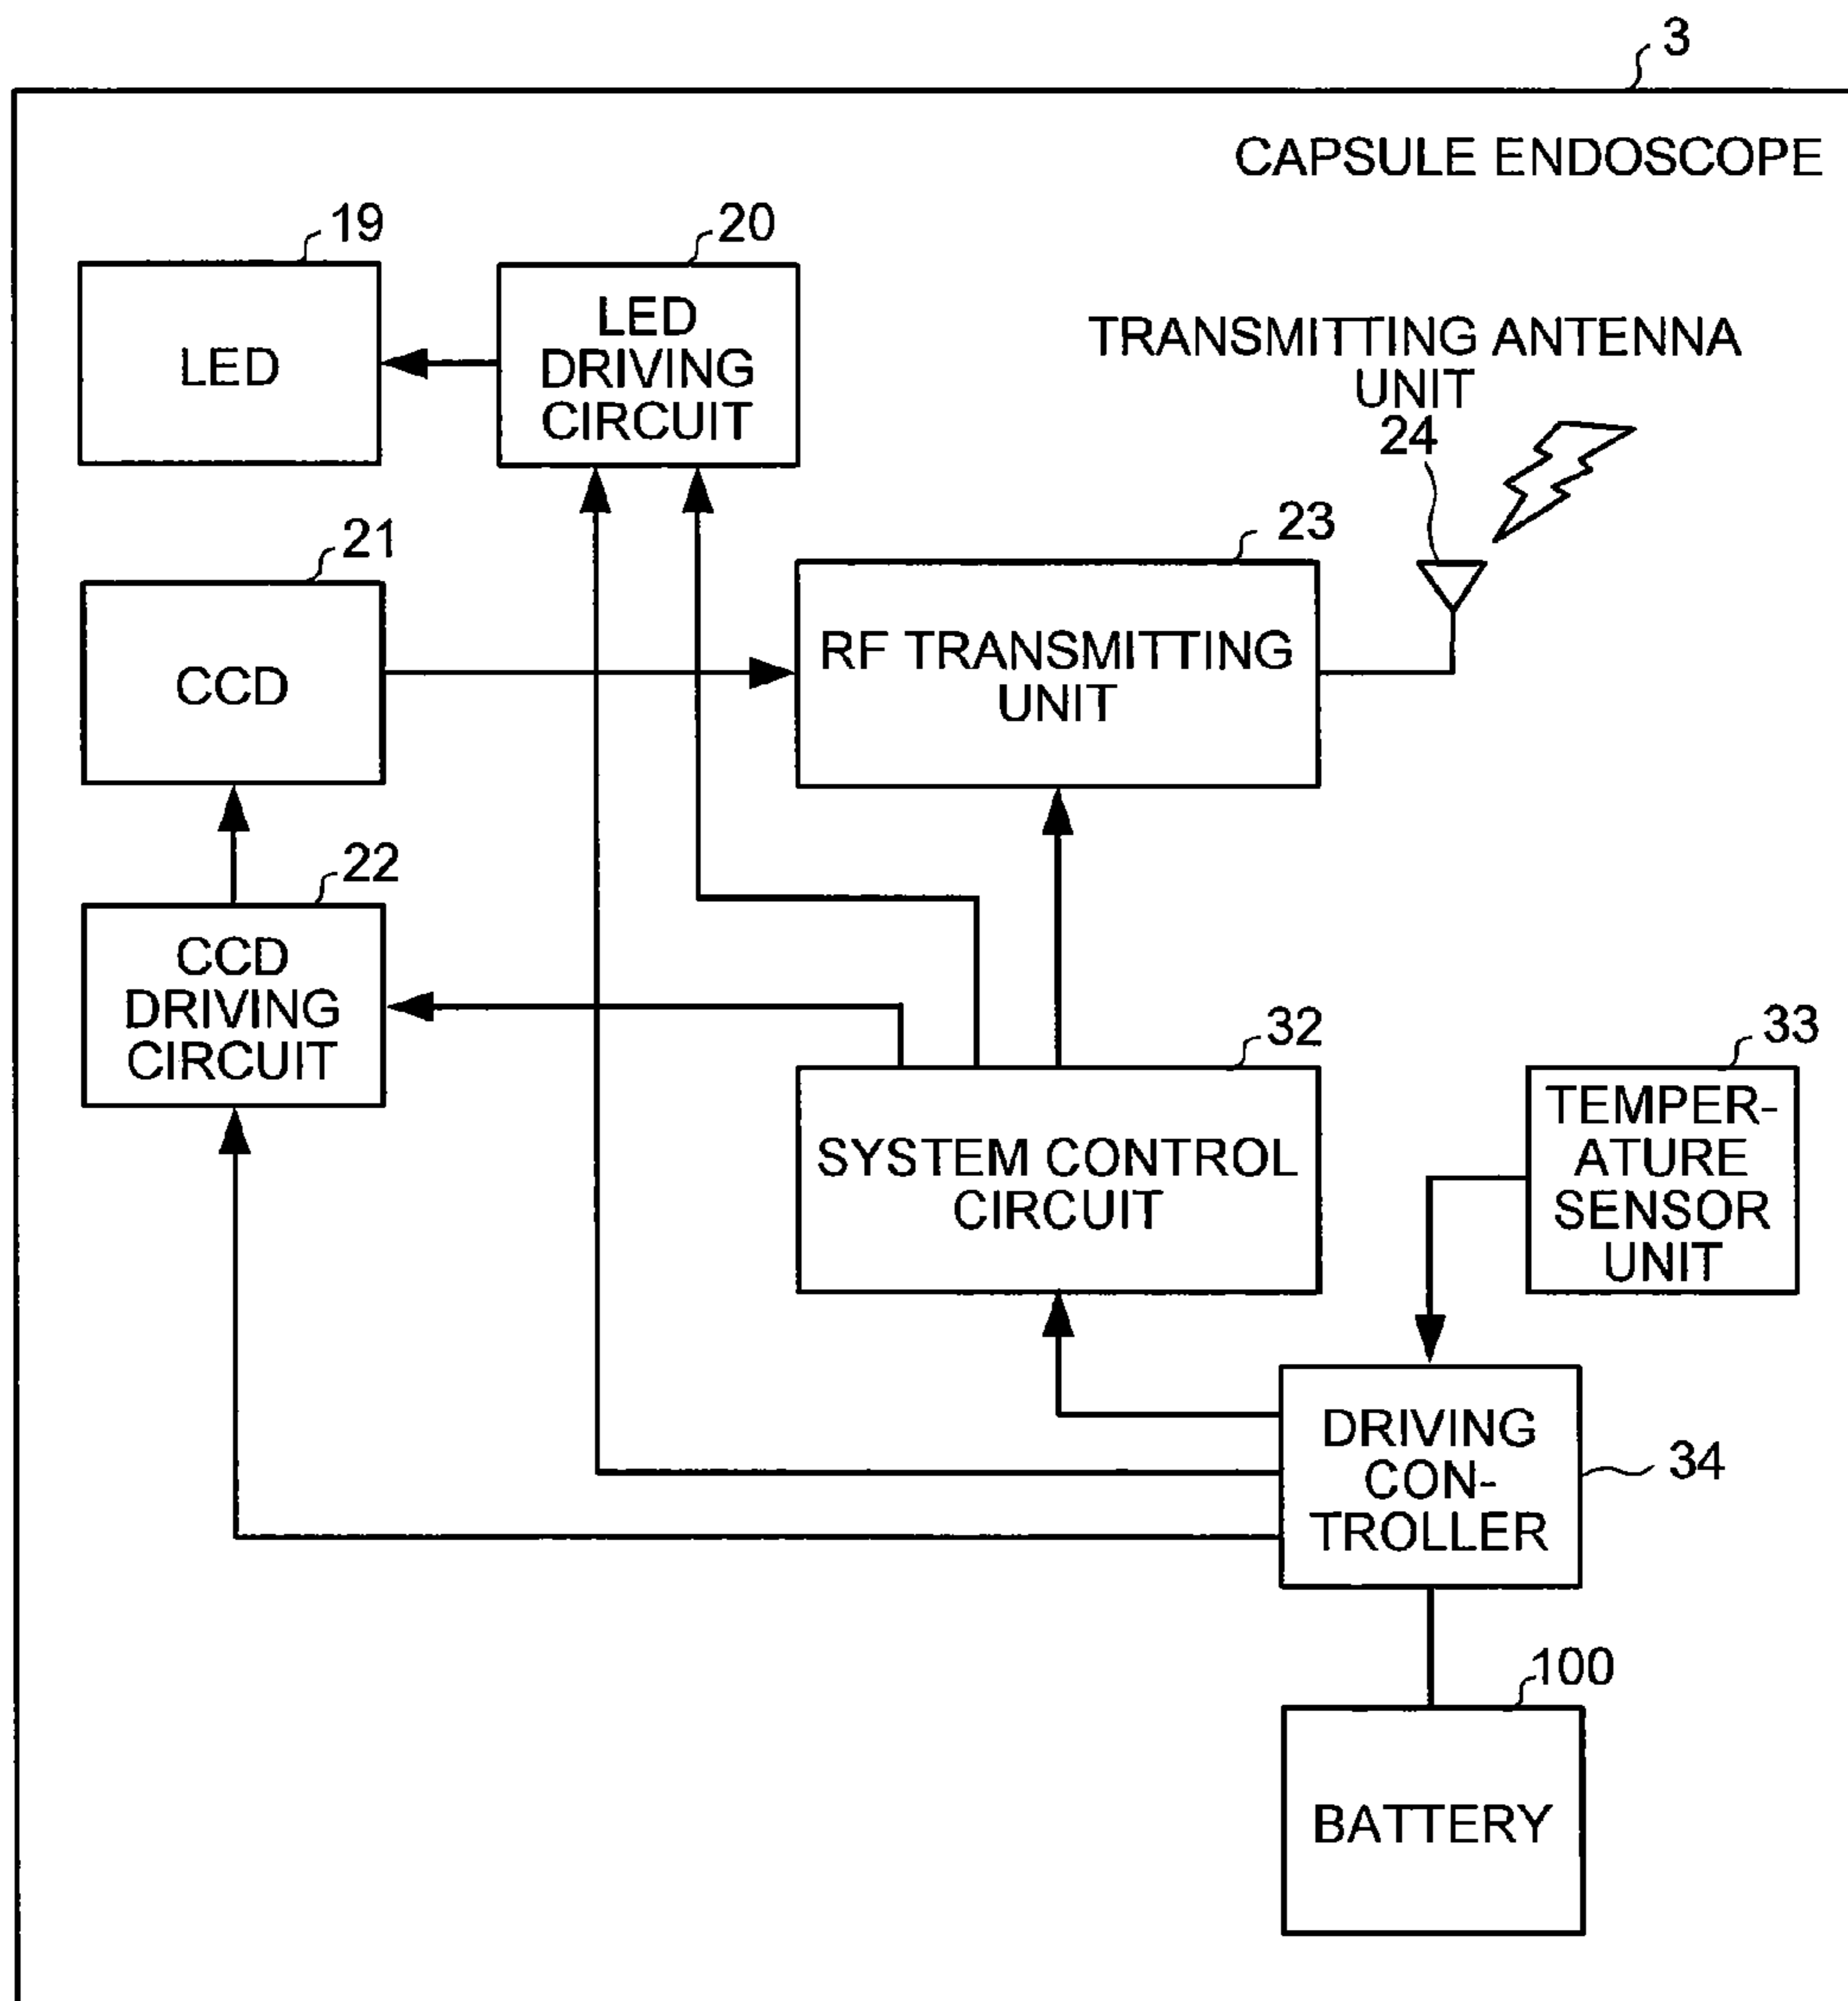 3
CAPSULE ENDOSCOPE
19
20
LED
LED
DRIVING
CIRCUIT
TRANSMITTING ANTENNA
UNIT
24
21
23
CCD
RF TRANSMITTING
UNIT
22
CCD
DRIVING
CIRCUIT
32
33
SYSTEM CONTROL
CIRCUIT
TEMPER-
ATURE
SENSOR
UNIT
DRIVING
CON-
TROLLER
34
100
BATTERY